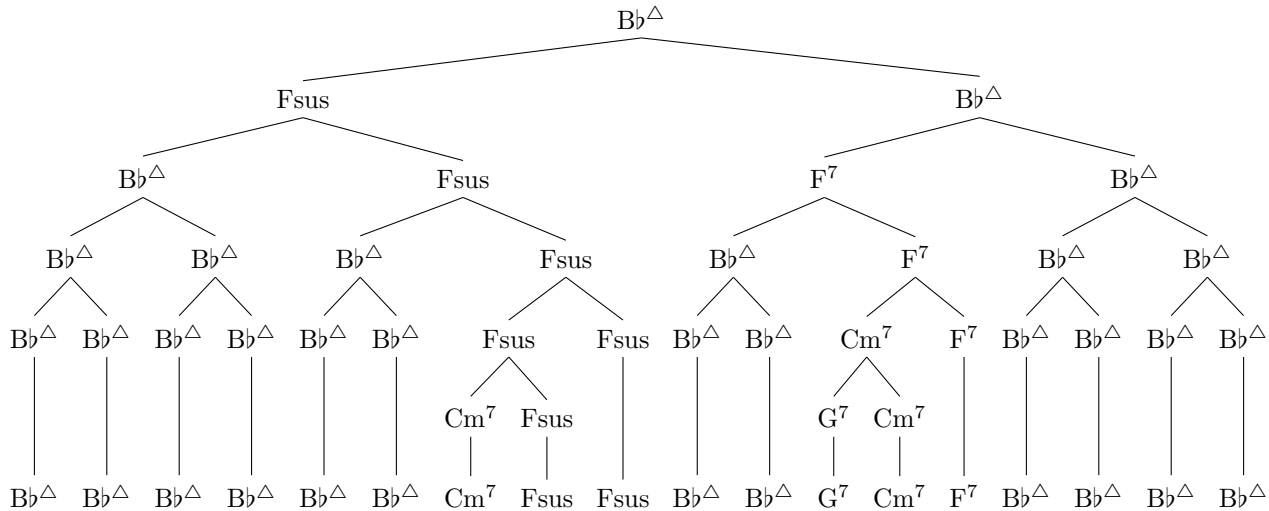 B♭△
Fsus B♭△
B♭△ Fsus F⁷ B♭△
B♭△ B♭△ B♭△ Fsus B♭△ F⁷ B♭△ B♭△
B♭△ B♭△ B♭△ B♭△ B♭△ B♭△ Fsus Fsus B♭△ B♭△ Cm⁷ F⁷ B♭△ B♭△ B♭△ B♭△
Cm⁷ Fsus G⁷ Cm⁷
B♭△ B♭△ B♭△ B♭△ B♭△ B♭△ Cm⁷ Fsus Fsus B♭△ B♭△ G⁷ Cm⁷ F⁷ B♭△ B♭△ B♭△ B♭△